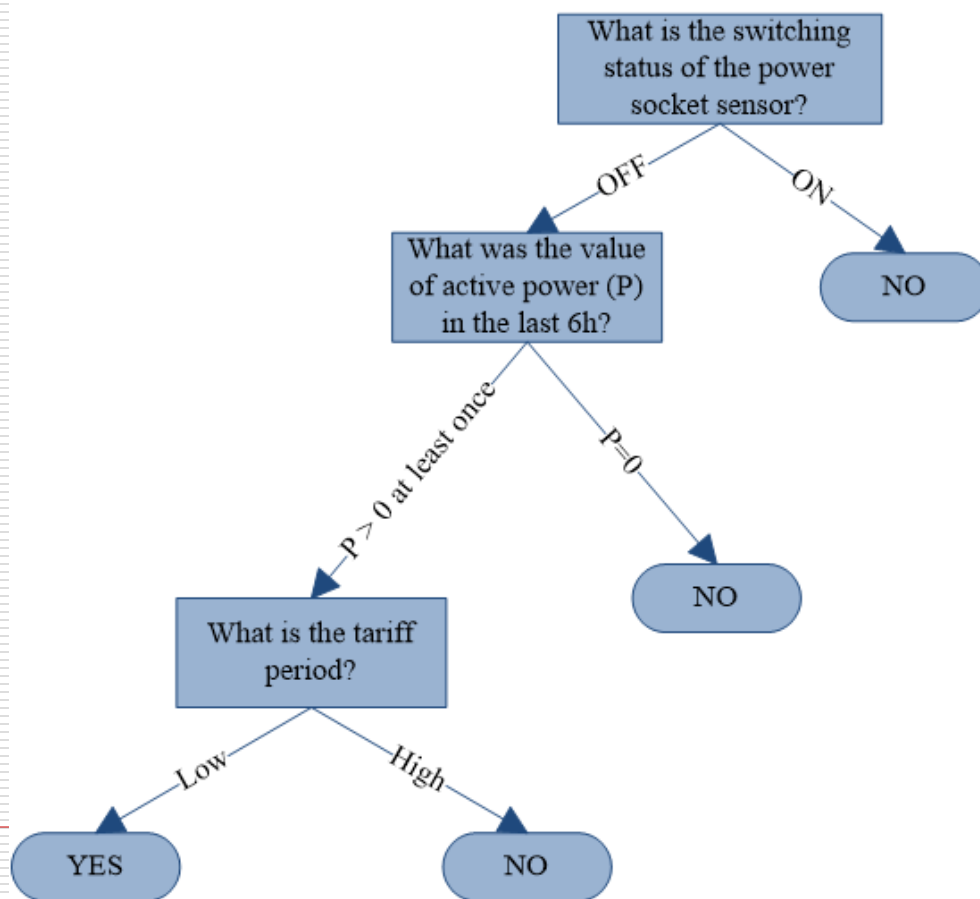 What is the switching
status of the power
socket sensor?
OFF
ON
What was the value
of active power (P)
in the last 6h?
NO
P > 0 at least once
P=0
NO
What is the tariff
period?
Low
High
YES
NO